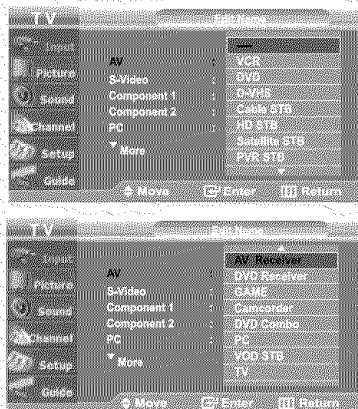 TV
Edit Name
Input
Picture
Sound
Channel
Setup
Guide
AV :
S-Video :
Component 1 :
Component 2 :
PC :
▼ More
----
VCR
DVD
D-VHS
Cable STB
HD STB
Satellite STB
PVR STB
▼
Move
Enter
Return
TV
Edit Name
Input
Picture
Sound
Channel
Setup
Guide
AV :
S-Video :
Component 1 :
Component 2 :
PC :
▼ More
▲
AV Receiver
DVD Receiver
GAME
Camcorder
DVD Combo
PC
VOD STB
TV
Move
Enter
Return